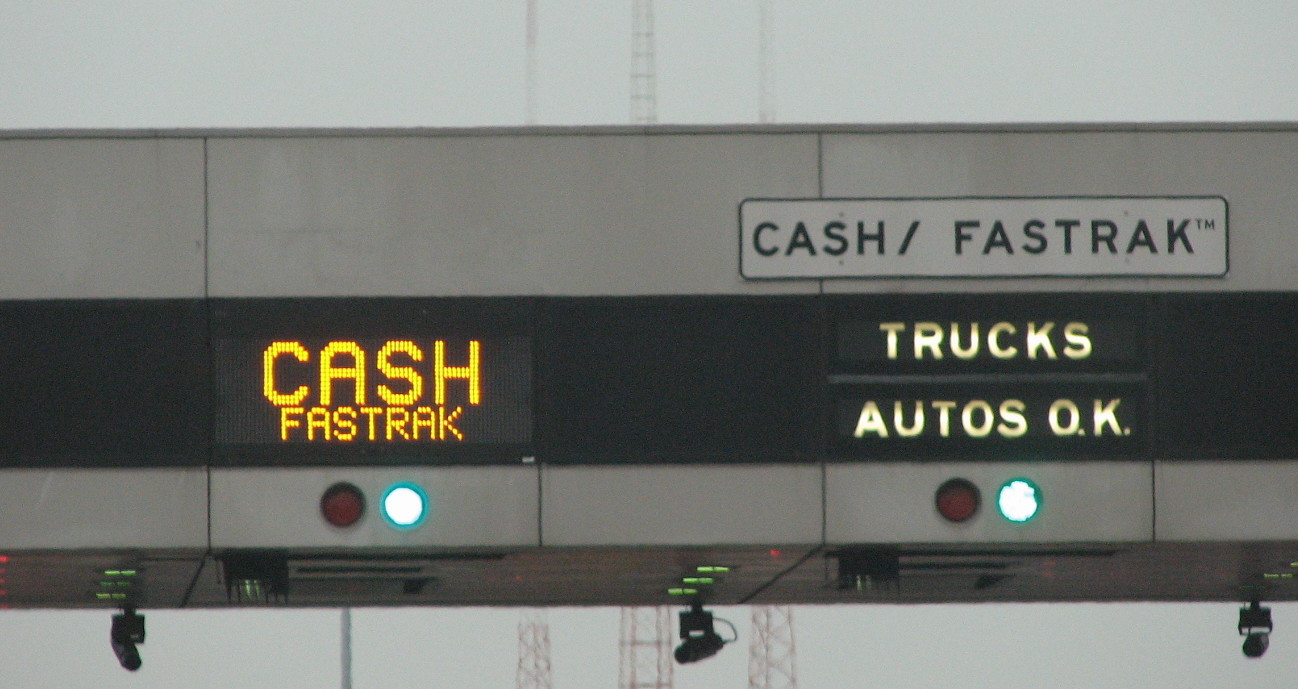 CASH
FASTRAK
CASH/ FASTRAK™
TRUCKS
AUTOS O.K.